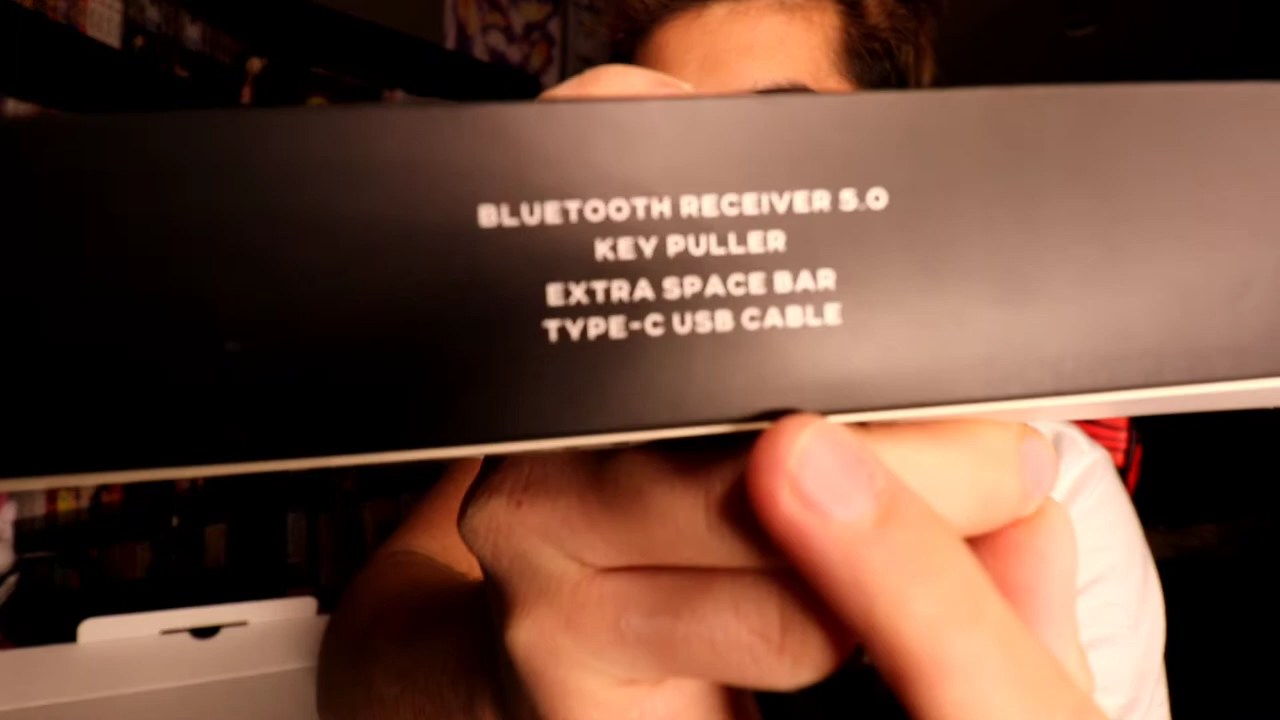 BLUETOOTH RECEIVER 5.0
KEY PULLER
EXTRA SPACE BAR
TYPE-C USB CABLE